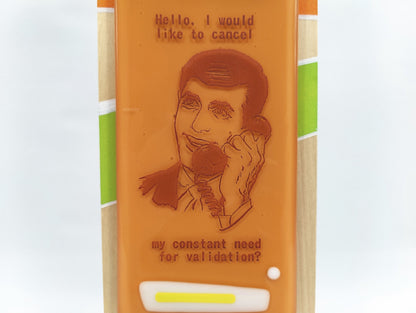 Hello. I would
like to cancel
my constant need
for validation?